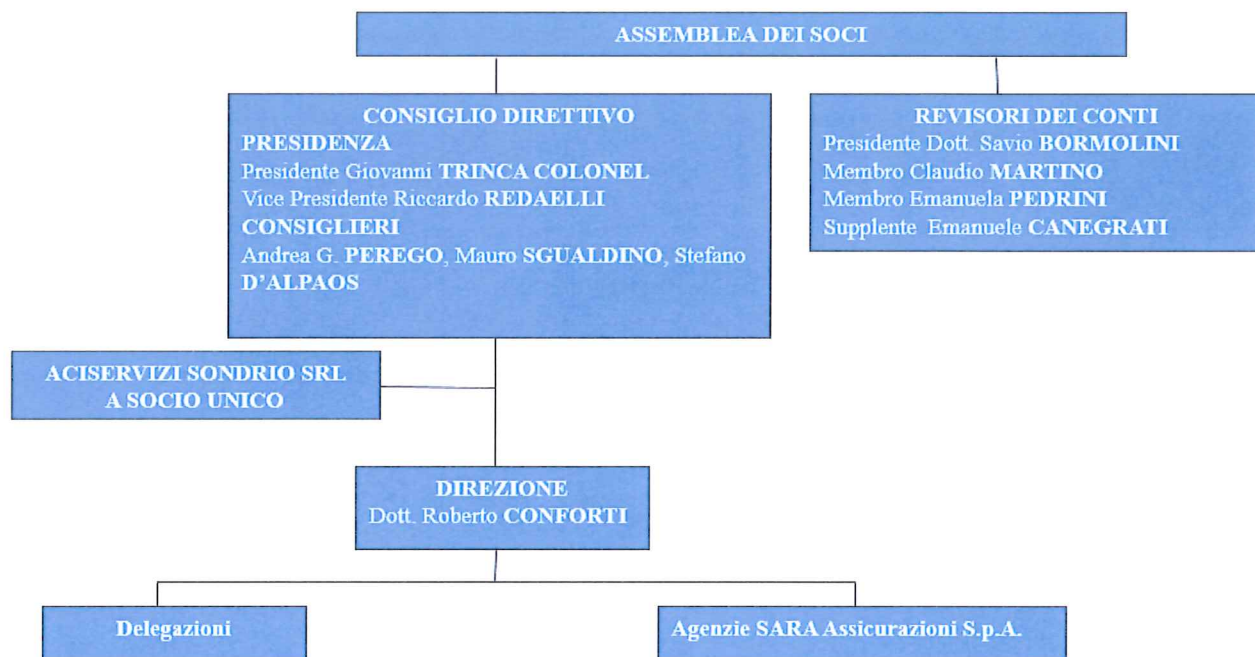 ASSEMBLEA DEI SOCI
CONSIGLIO DIRETTIVO
PRESIDENZA
Presidente Giovanni TRINCA COLONEL
Vice Presidente Riccardo REDAELLI
CONSIGLIERI
Andrea G. PEREGO, Mauro SGUALDINO, Stefano
D'ALPAOS
REVISORI DEI CONTI
Presidente Dott. Savio BORMOLINI
Membro Claudio MARTINO
Membro Emanuela PEDRINI
Supplente Emanuele CANEGRATI
ACISERVIZI SONDRIO SRL
A SOCIO UNICO
DIREZIONE
Dott. Roberto CONFORTI
Delegazioni
Agenzie SARA Assicurazioni S.p.A.